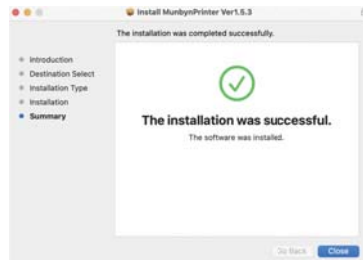 Install MunbynPrinter Ver1.5.3
The installation was completed successfully.
Introduction
Destination Select
Installation Type
Installation
Summary
The installation was successful.
The software was installed.
Go Back
Close